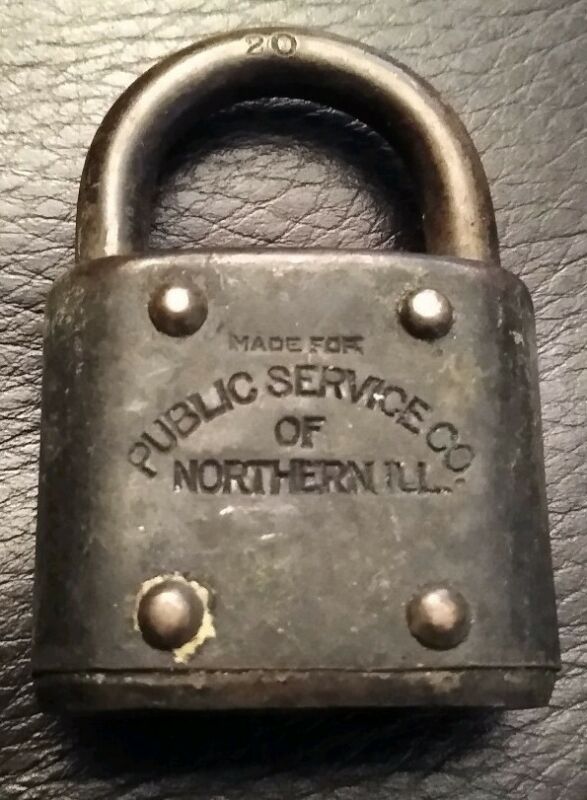 20
MADE FOR
PUBLIC SERVICE CO.
OF
NORTHERN, ILL.